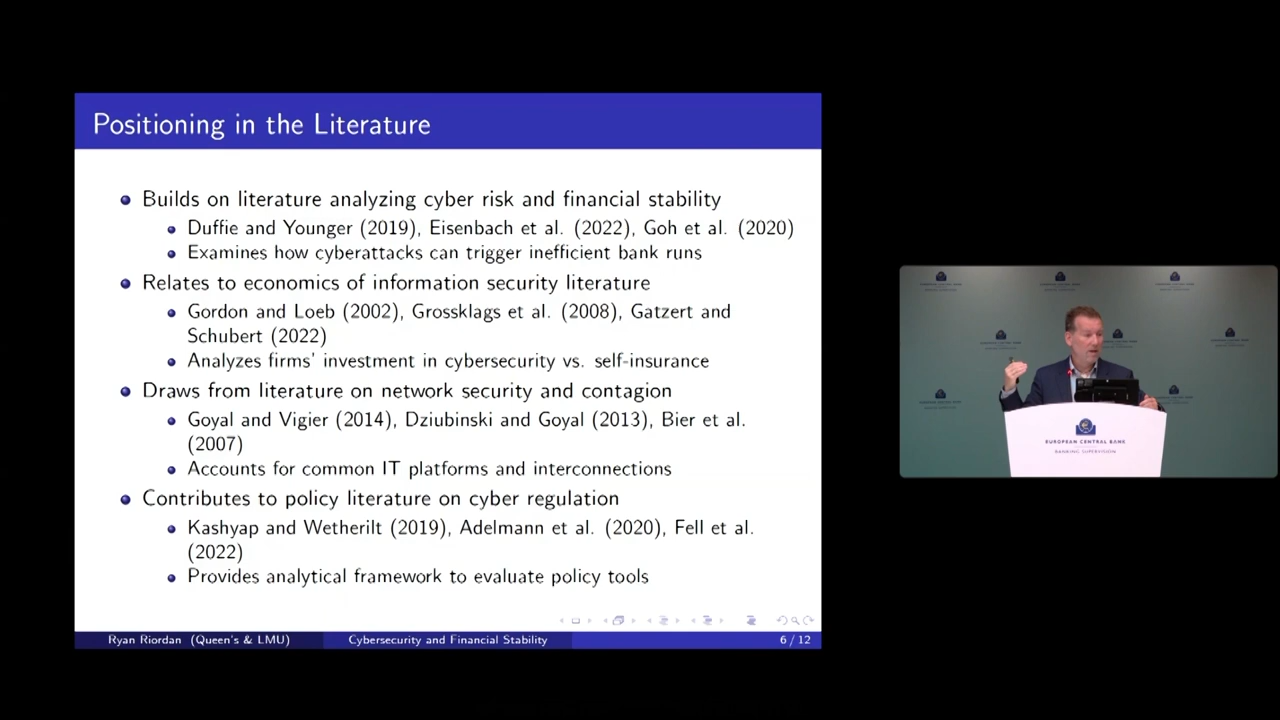 Positioning in the Literature
Builds on literature analyzing cyber risk and financial stability
Duffie and Younger (2019), Eisenbach et al. (2022), Goh et al. (2020)
Examines how cyberattacks can trigger inefficient bank runs
Relates to economics of information security literature
Gordon and Loeb (2002), Grossklags et al. (2008), Gatzert and
Schubert (2022)
Analyzes firms' investment in cybersecurity vs. self-insurance
Draws from literature on network security and contagion
Goyal and Vigier (2014), Dziubinski and Goyal (2013), Bier et al.
(2007)
Accounts for common IT platforms and interconnections
Contributes to policy literature on cyber regulation
Kashyap and Wetherilt (2019), Adelmann et al. (2020), Fell et al.
(2022)
Provides analytical framework to evaluate policy tools
Ryan Riordan (Queen's & LMU)
Cybersecurity and Financial Stability
6 / 12
EUROPEAN CENTRAL BANK
BANKING SUPERVISION